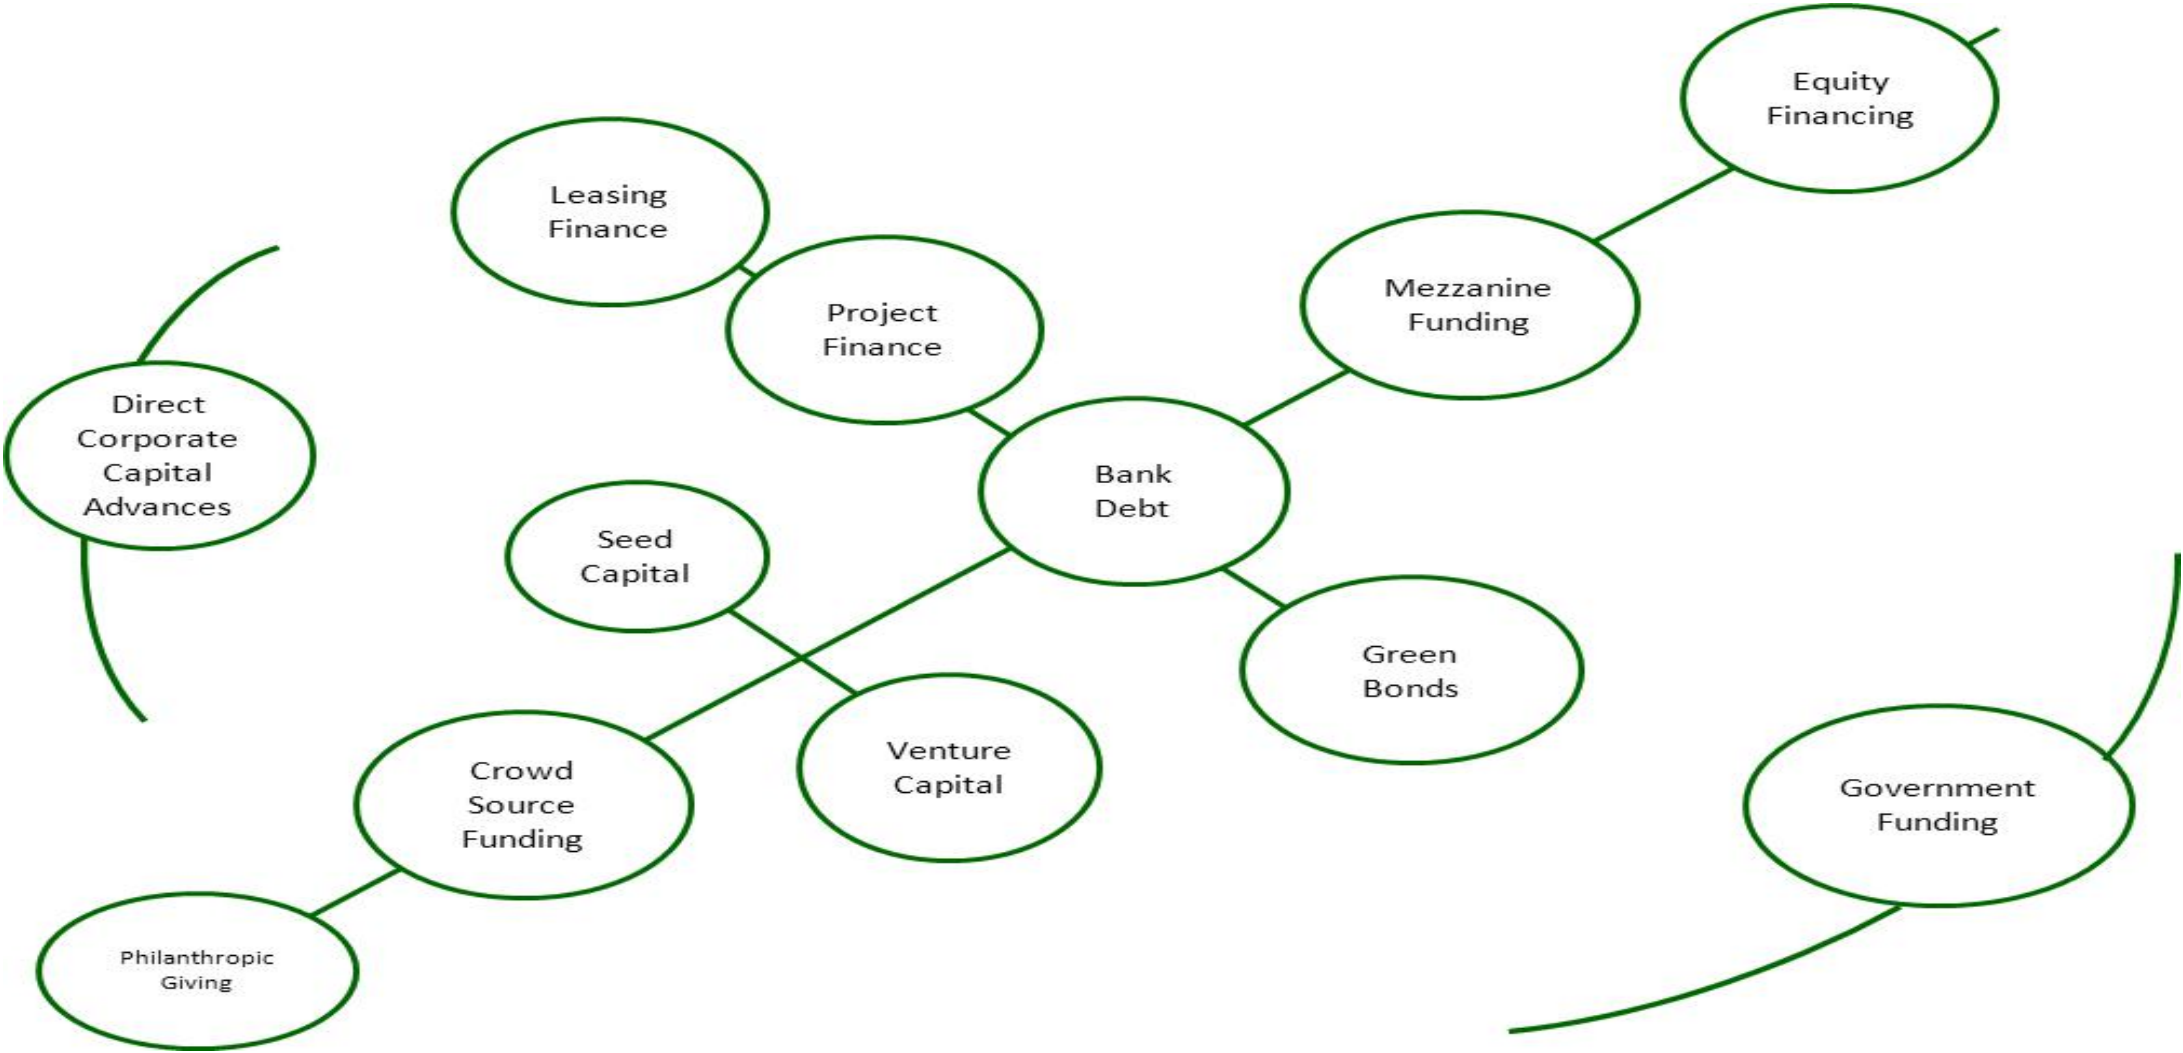 Equity
Financing
Leasing
Finance
Project
Finance
Mezzanine
Funding
Direct
Corporate
Capital
Advances
Bank
Debt
Seed
Capital
Green
Bonds
Venture
Capital
Crowd
Source
Funding
Government
Funding
Philanthropic
Giving